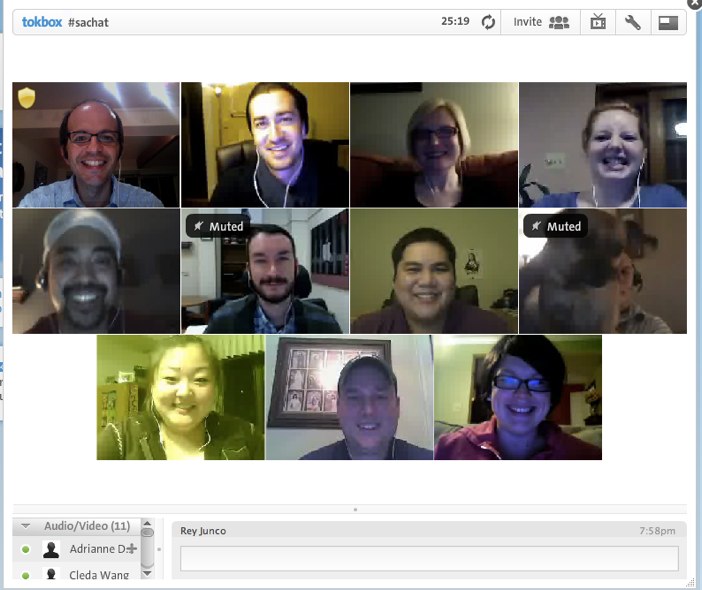 tokbox #sachat
25:19
Invite
Muted
Muted
Audio/Video (11)
Adrianne D
Cleda Wang
Rey Junco
7:58pm